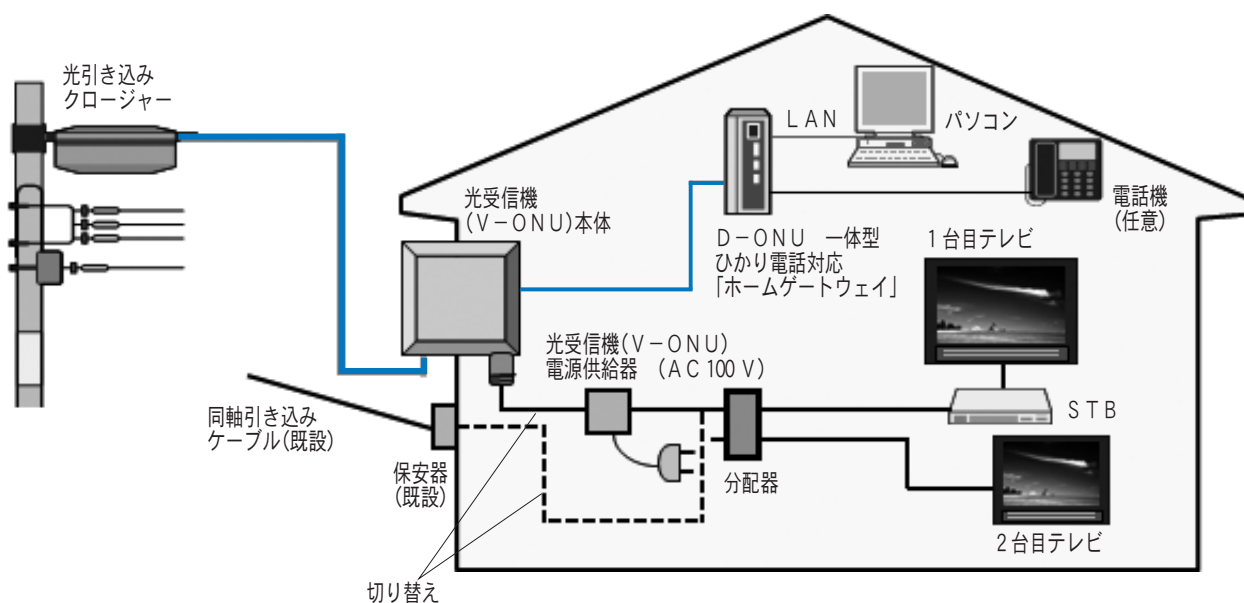 光引き込み
クロージャー
LAN
パソコン
電話機
(任意)
光受信機
(V-ONU)本体
D-ONU 一体型
ひかり電話対応
「ホームゲートウェイ」
1台目テレビ
光受信機(V-ONU)
電源供給器 (AC100V)
STB
同軸引き込み
ケーブル(既設)
保安器
(既設)
分配器
2台目テレビ
切り替え